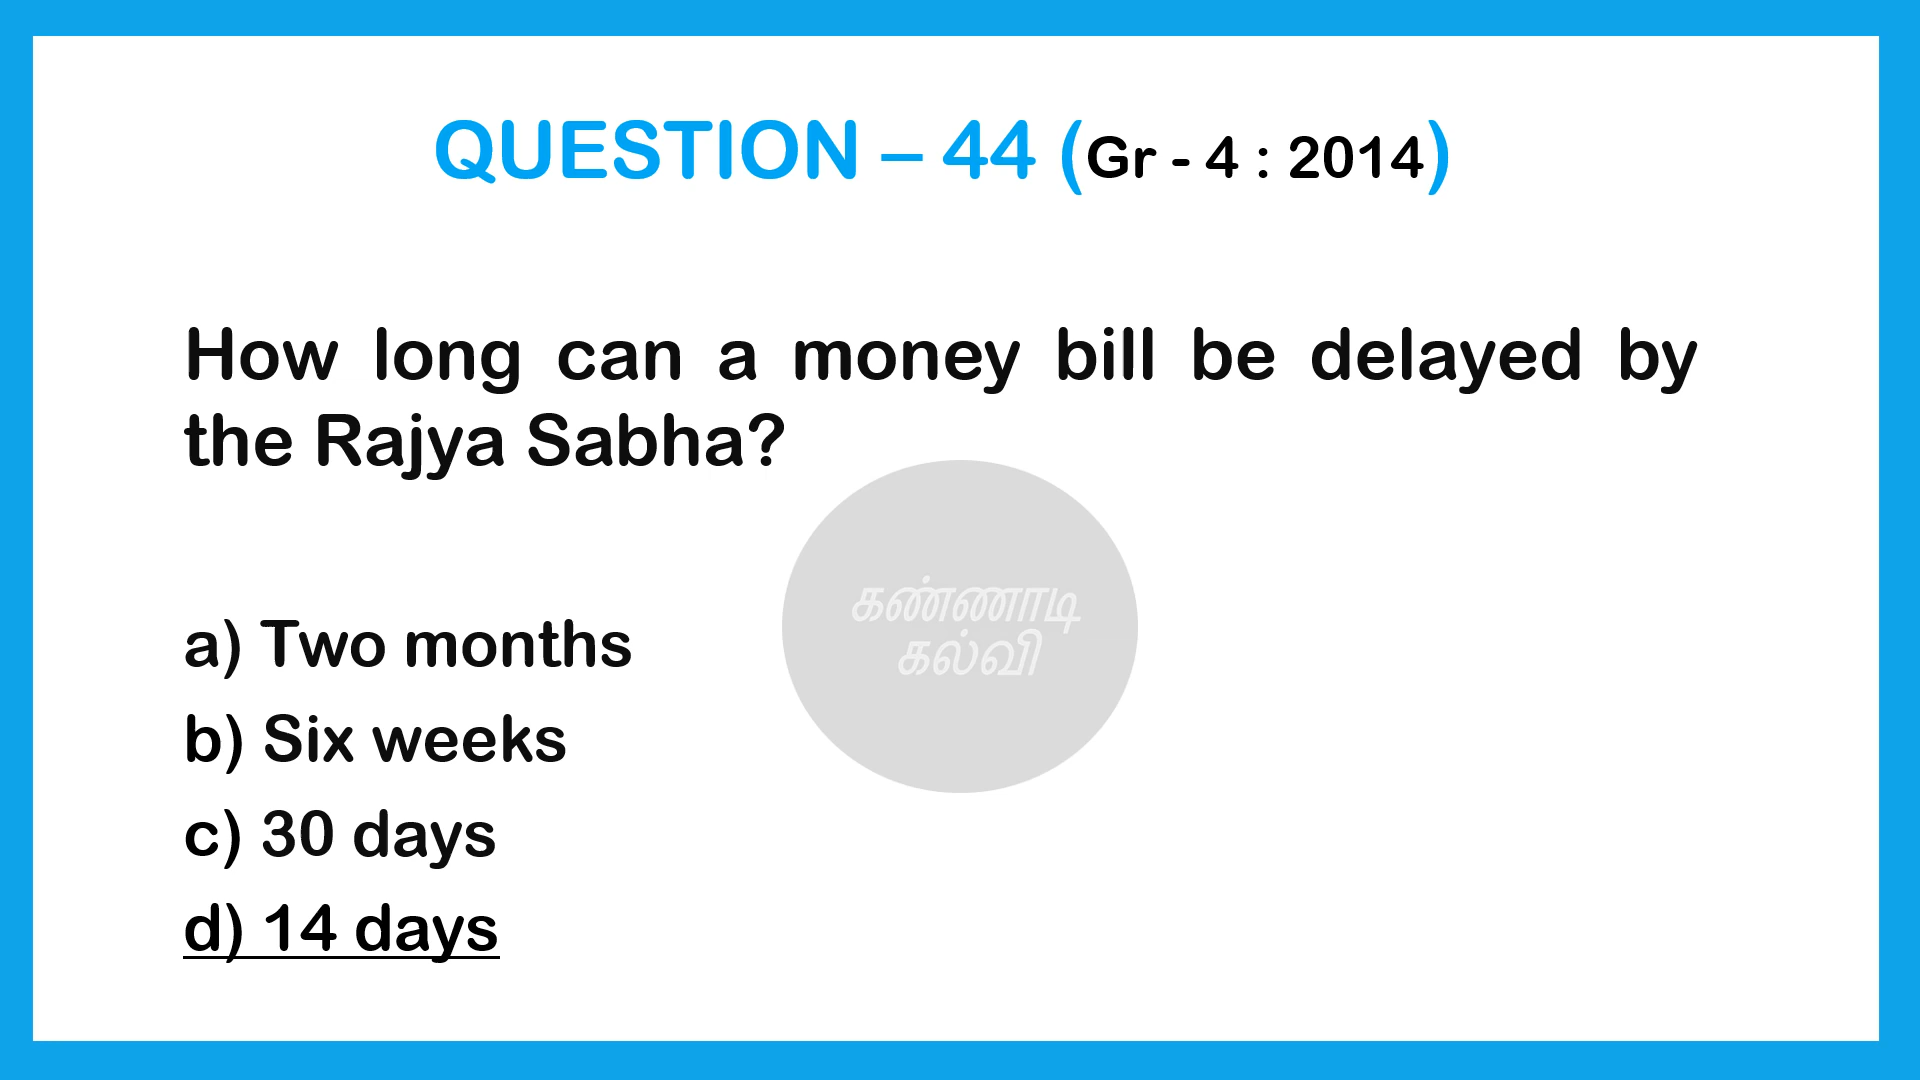 QUESTION – 44 (Gr - 4 : 2014)
How long can a money bill be delayed by
the Rajya Sabha?
கண்ணாடி
கல்வி
a) Two months
b) Six weeks
c) 30 days
d) 14 days